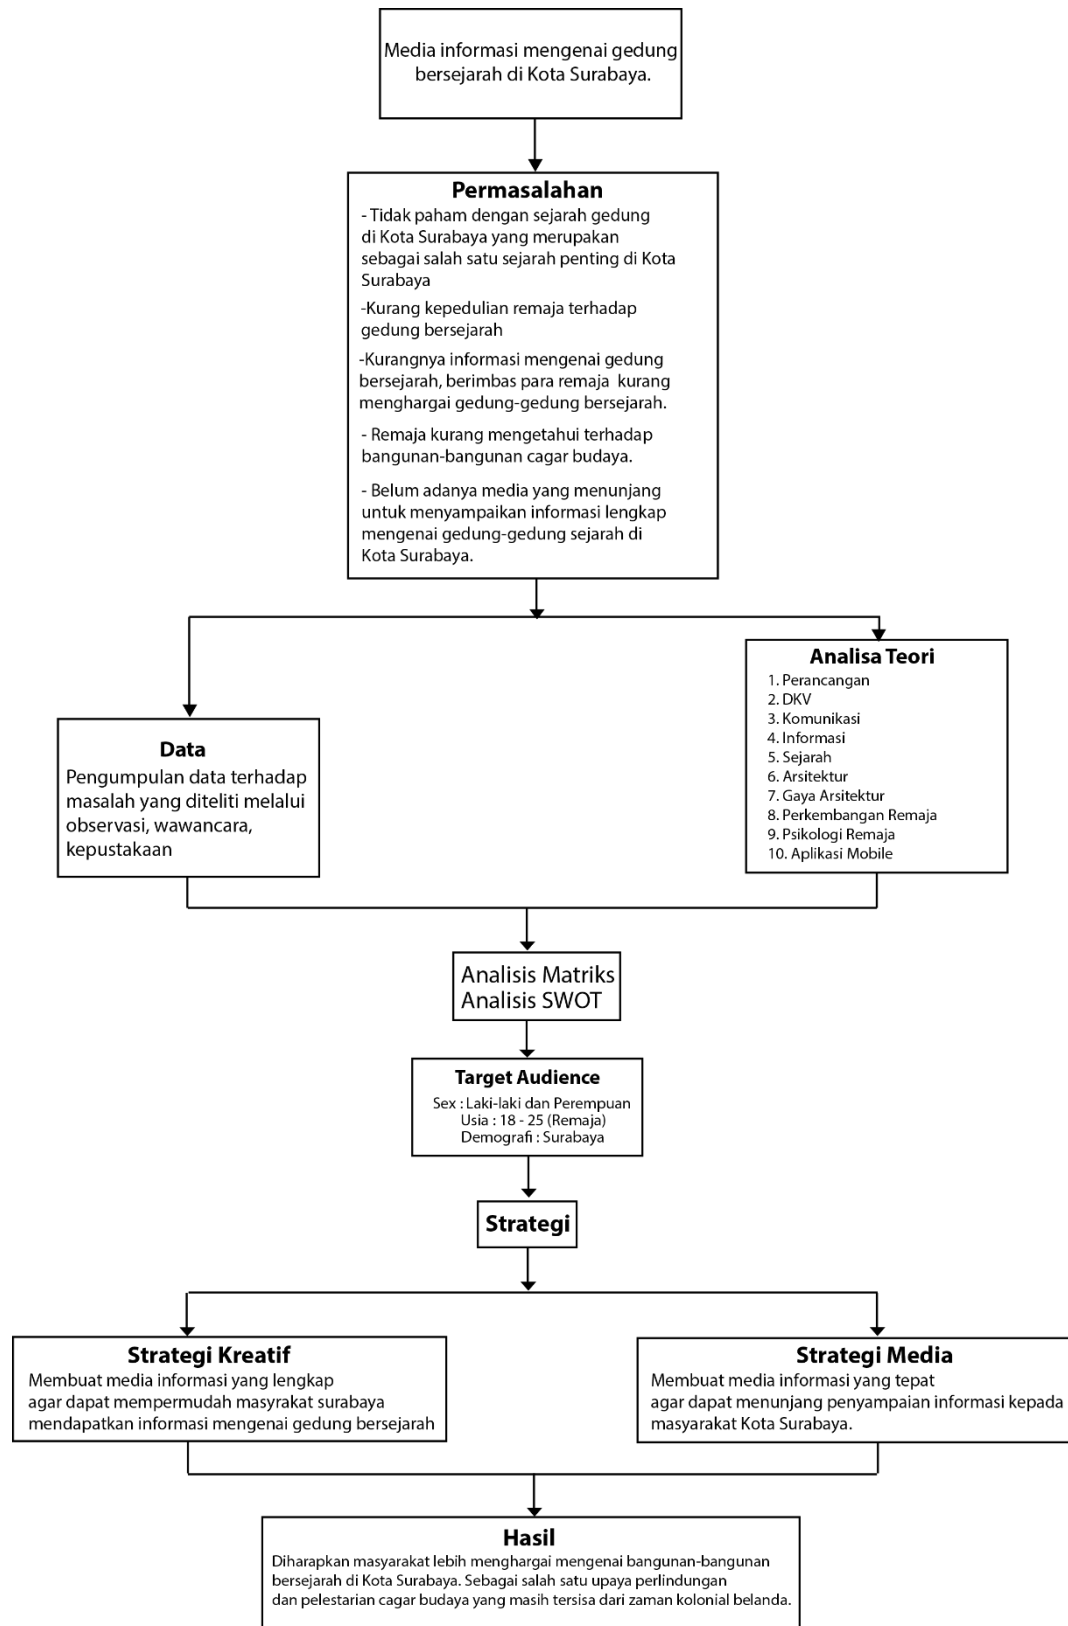 Media informasi mengenai gedung
bersejarah di Kota Surabaya.
Permasalahan
- Tidak paham dengan sejarah gedung
di Kota Surabaya yang merupakan
sebagai salah satu sejarah penting di Kota
Surabaya
-Kurang kepedulian remaja terhadap
gedung bersejarah
-Kurangnya informasi mengenai gedung
bersejarah, berimbas para remaja kurang
menghargai gedung-gedung bersejarah.
- Remaja kurang mengetahui terhadap
bangunan-bangunan cagar budaya.
- Belum adanya media yang menunjang
untuk menyampaikan informasi lengkap
mengenai gedung-gedung sejarah di
Kota Surabaya.
Data
Pengumpulan data terhadap
masalah yang diteliti melalui
observasi, wawancara,
kepustakaan
Analisa Teori
1. Perancangan
2. DKV
3. Komunikasi
4. Informasi
5. Sejarah
6. Arsitektur
7. Gaya Arsitektur
8. Perkembangan Remaja
9. Psikologi Remaja
10. Aplikasi Mobile
Analisis Matriks
Analisis SWOT
Target Audience
Sex : Laki-laki dan Perempuan
Usia : 18 - 25 (Remaja)
Demografi : Surabaya
Strategi
Strategi Kreatif
Membuat media informasi yang lengkap
agar dapat mempermudah masyrakat surabaya
mendapatkan informasi mengenai gedung bersejarah
Strategi Media
Membuat media informasi yang tepat
agar dapat menunjang penyampaian informasi kepada
masyarakat Kota Surabaya.
Hasil
Diharapkan masyarakat lebih menghargai mengenai bangunan-bangunan
bersejarah di Kota Surabaya. Sebagai salah satu upaya perlindungan
dan pelestarian cagar budaya yang masih tersisa dari zaman kolonial belanda.